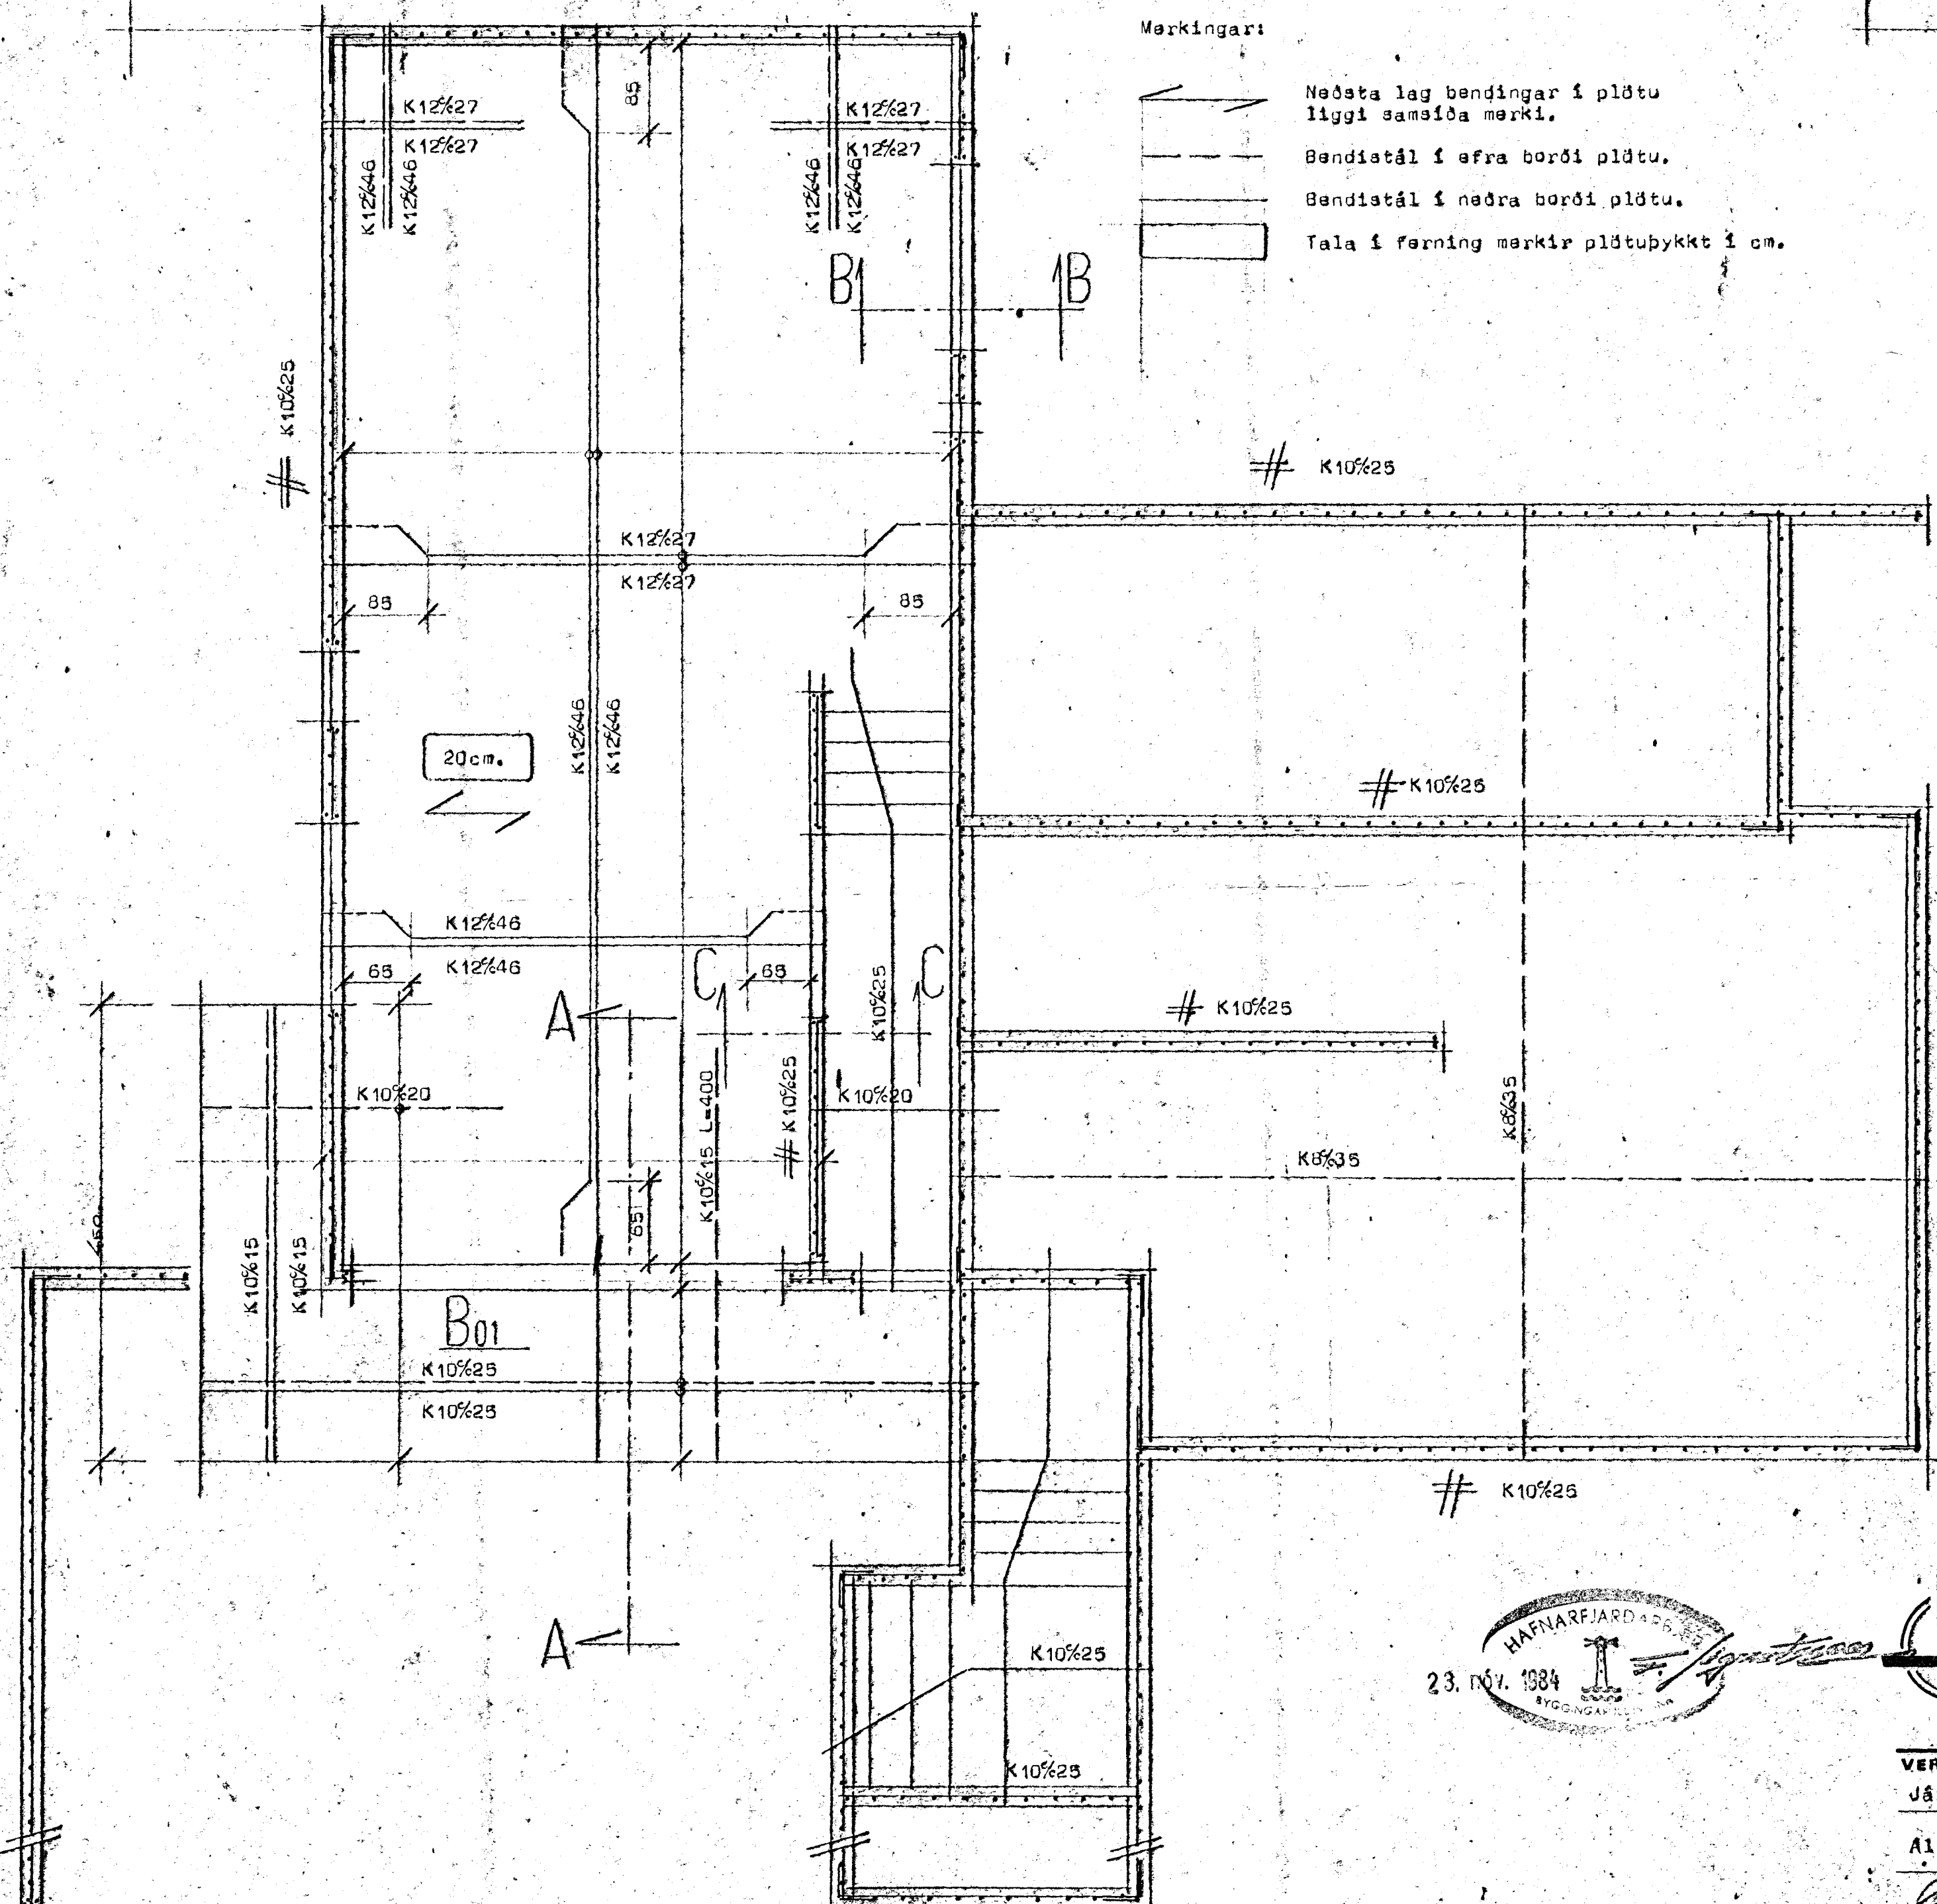 Merkingar:
Neðsta lag bendingar í plötu
liggi samsíða merki.
Bendistál í efra borði plötu.
Bendistál í neðra borði plötu.
Tala í ferning merkir plötuþykkt í cm.
K12%27
K12%27
K12%46
K12%46
85
K12%27
K12%27
K12%46
K12%46
B
B
K10%25
K10%25
K12%27
K12%27
85
85
K12%46
K12%46
20cm.
K10%25
K12%46
K12%46
65
65
C
C
K10%25
A
K10%25
K10%20
K10%15 L=400
K10%25
K10%20
K8%35
K8%35
65
K10%15
K10%15
B01
K10%25
K10%25
K10%25
A
K10%25
K10%25
HAFNARFJARÐARBÆR
23. nóv. 1984
VER
Já
Al